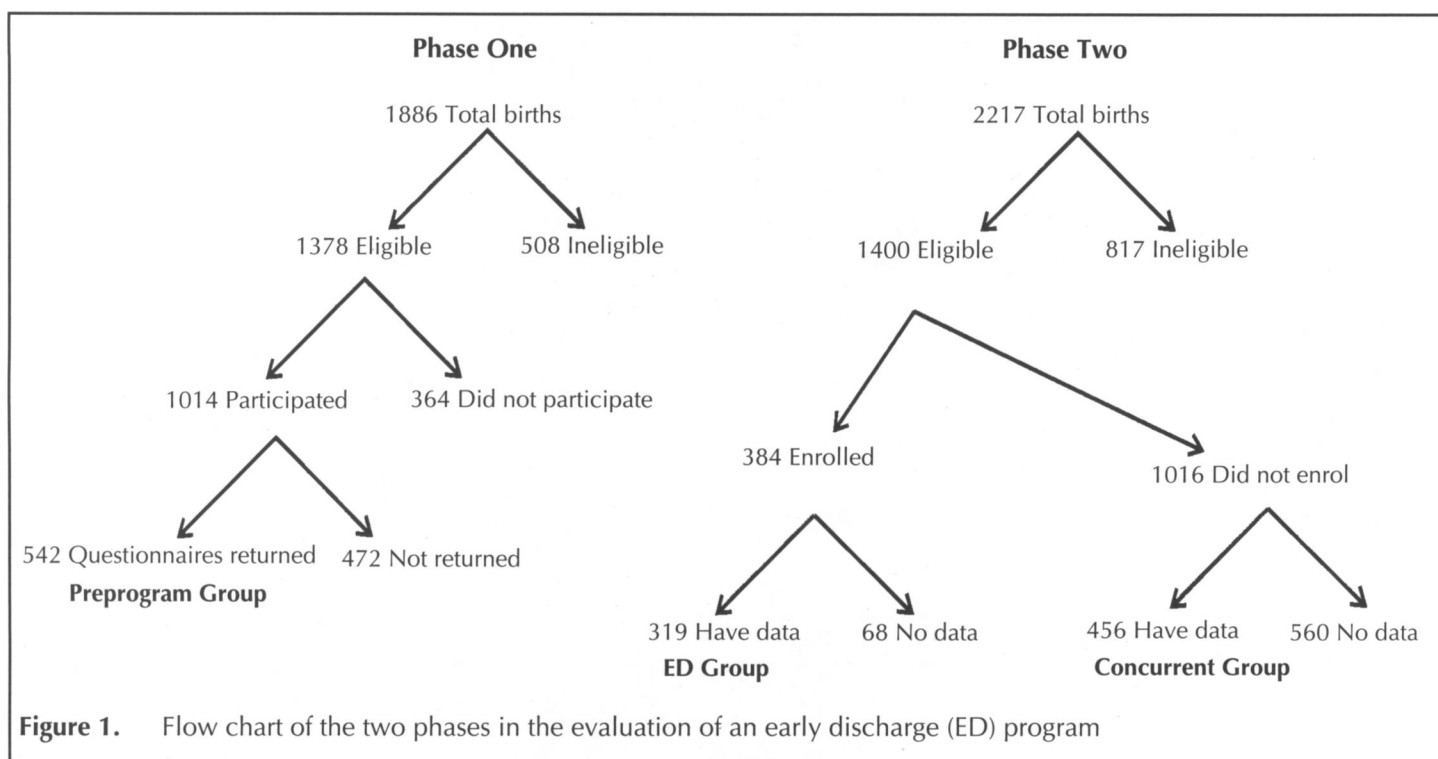 Phase One
1886 Total births
1378 Eligible
508 Ineligible
1014 Participated
364 Did not participate
542 Questionnaires returned
472 Not returned
Preprogram Group
Phase Two
2217 Total births
1400 Eligible
817 Ineligible
384 Enrolled
1016 Did not enrol
319 Have data
68 No data
ED Group
456 Have data
560 No data
Concurrent Group
Figure 1. Flow chart of the two phases in the evaluation of an early discharge (ED) program